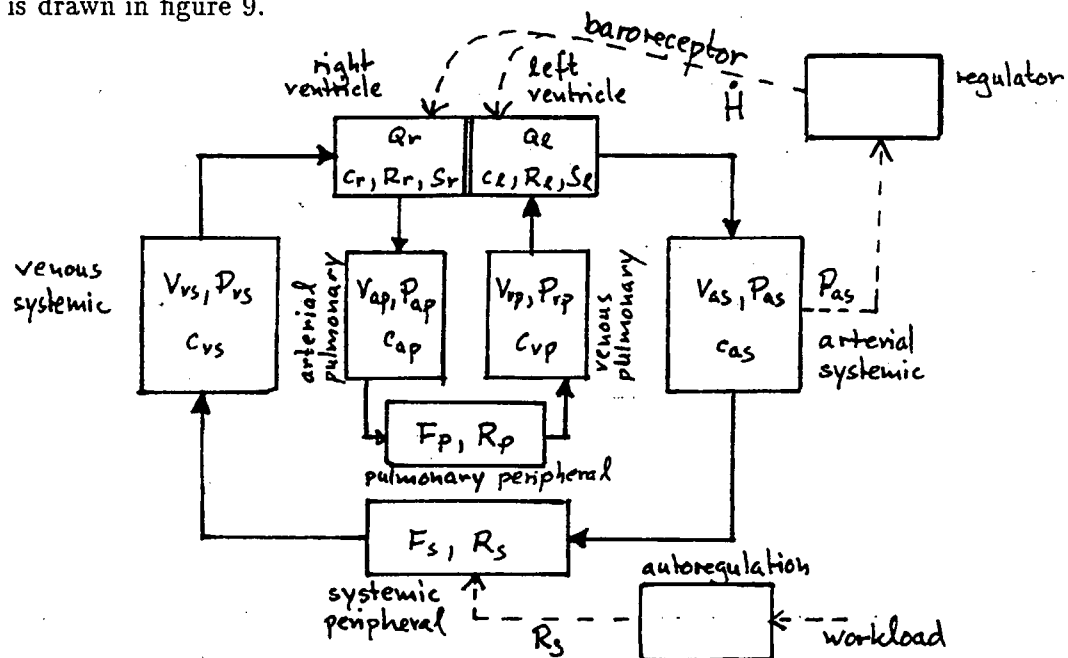 is drawn in figure 9.
baroreceptor
Ḣ
regulator
right
ventricle
left
ventricle
Qr
cr, Rr, Sr
Qℓ
cℓ, Rℓ, Sℓ
venous
systemic
Vvs, Pvs
cvs
arterial
pulmonary
Vap, Pap
cap
Vvp, Pvp
cvp
venous
pulmonary
Vas, Pas
cas
Pas
arterial
systemic
Fp, Rp
pulmonary peripheral
Fs, Rs
systemic
peripheral
Rs
autoregulation
workload